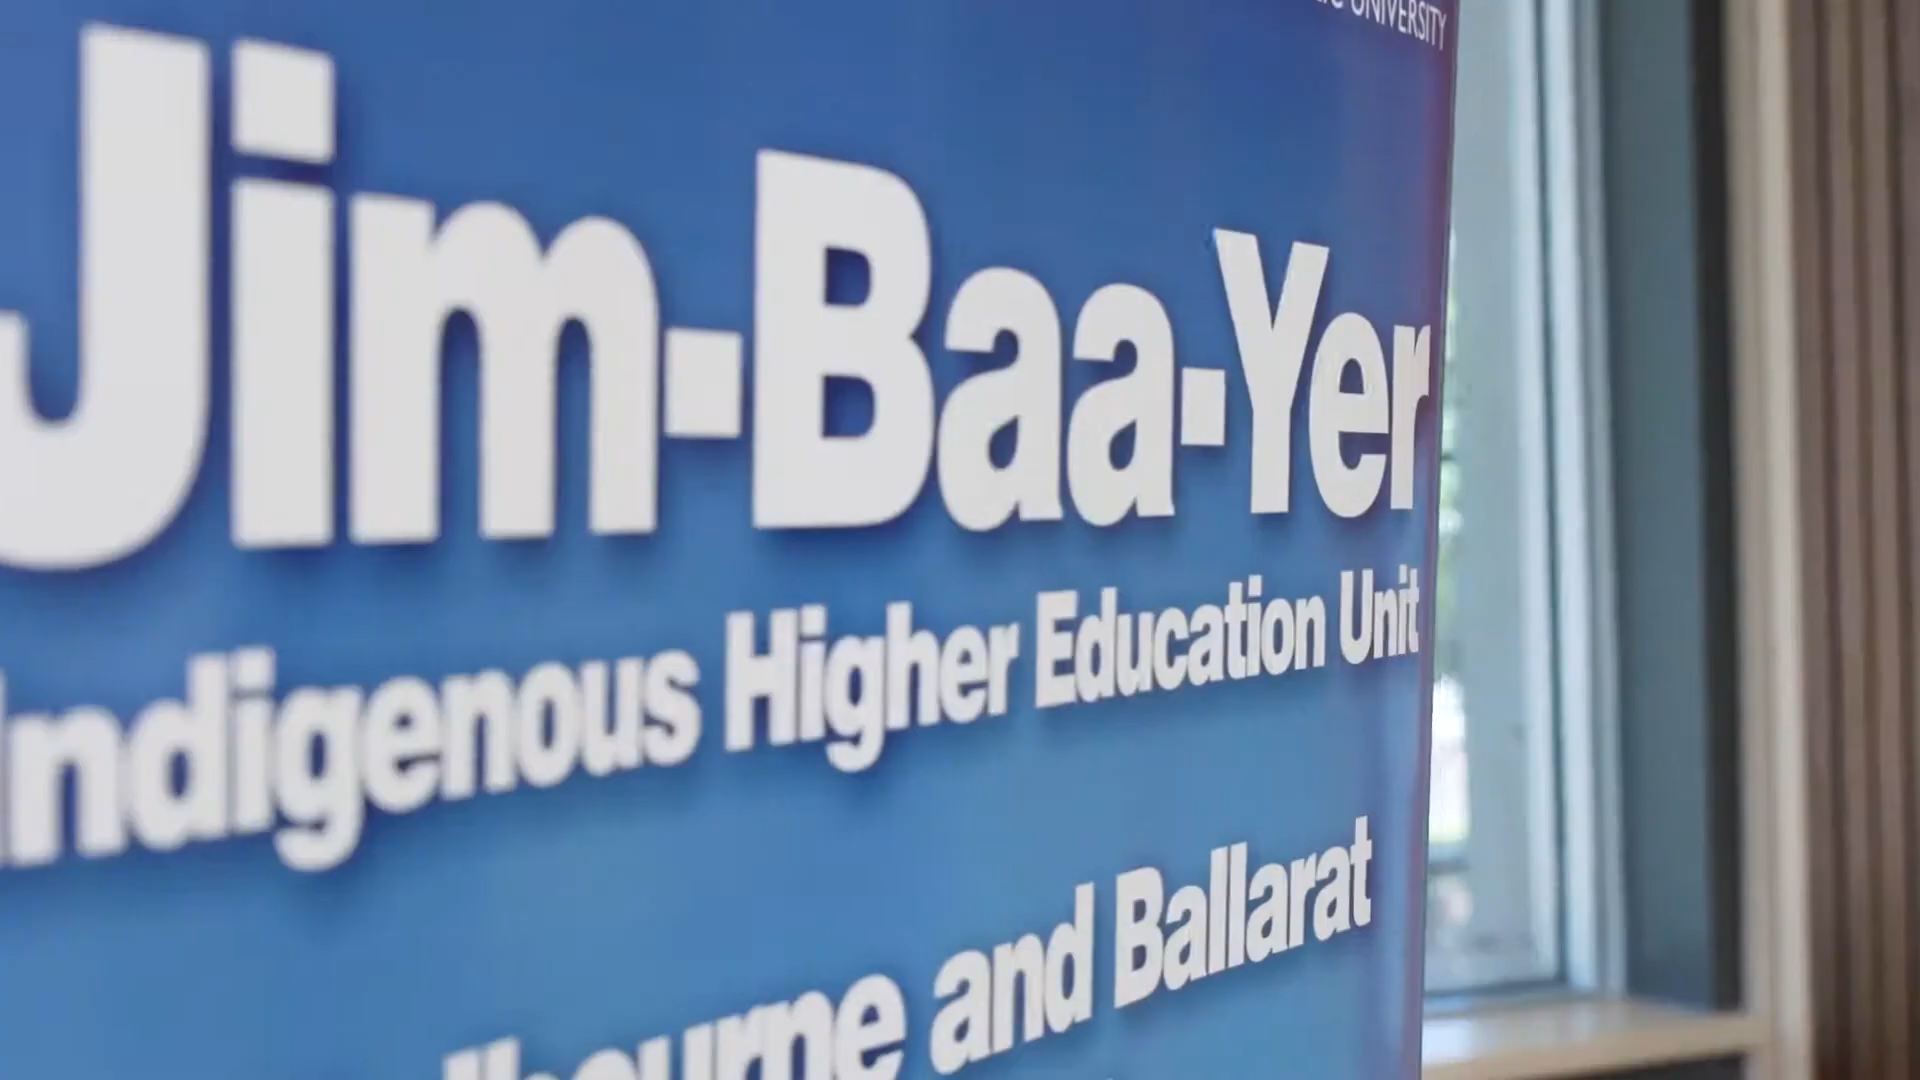 UNIVERSITY
Jim-Baa-Yer
Indigenous Higher Education Unit
and Ballarat